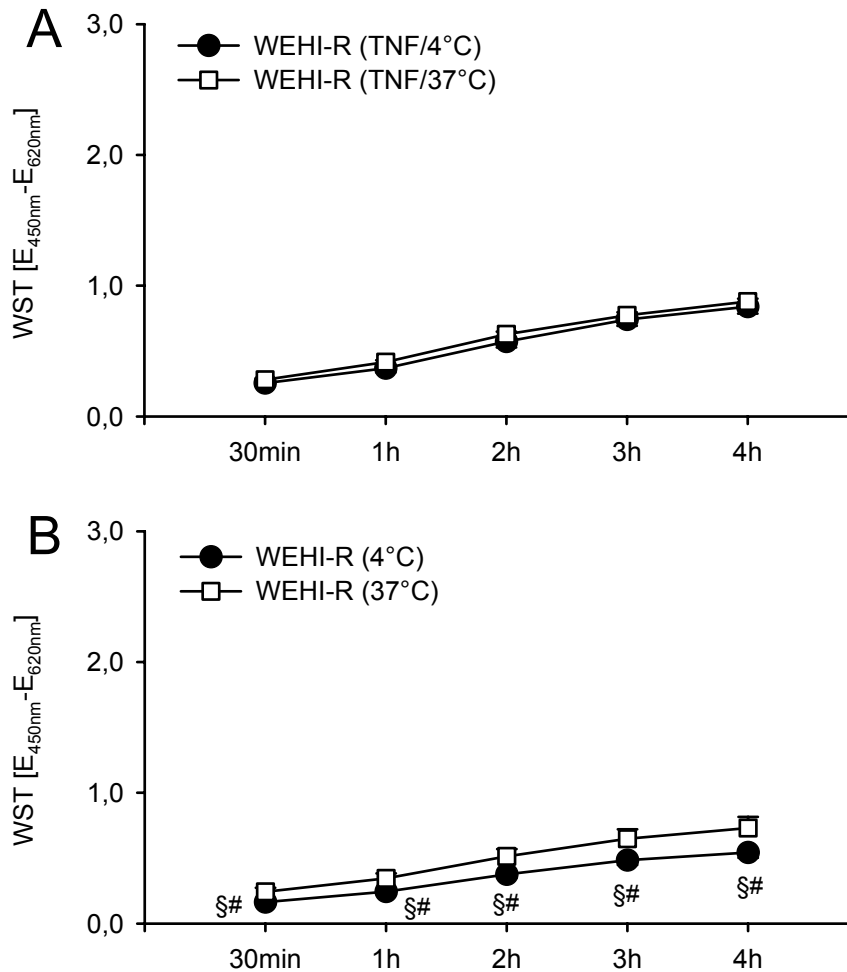 A
WEHI-R (TNF/4°C)
WEHI-R (TNF/37°C)
WST [E450nm-E620nm]
3,0
2,0
1,0
0,0
30min 1h 2h 3h 4h
B
WEHI-R (4°C)
WEHI-R (37°C)
WST [E450nm-E620nm]
3,0
2,0
1,0
0,0
§# §# §# §# §#
30min 1h 2h 3h 4h